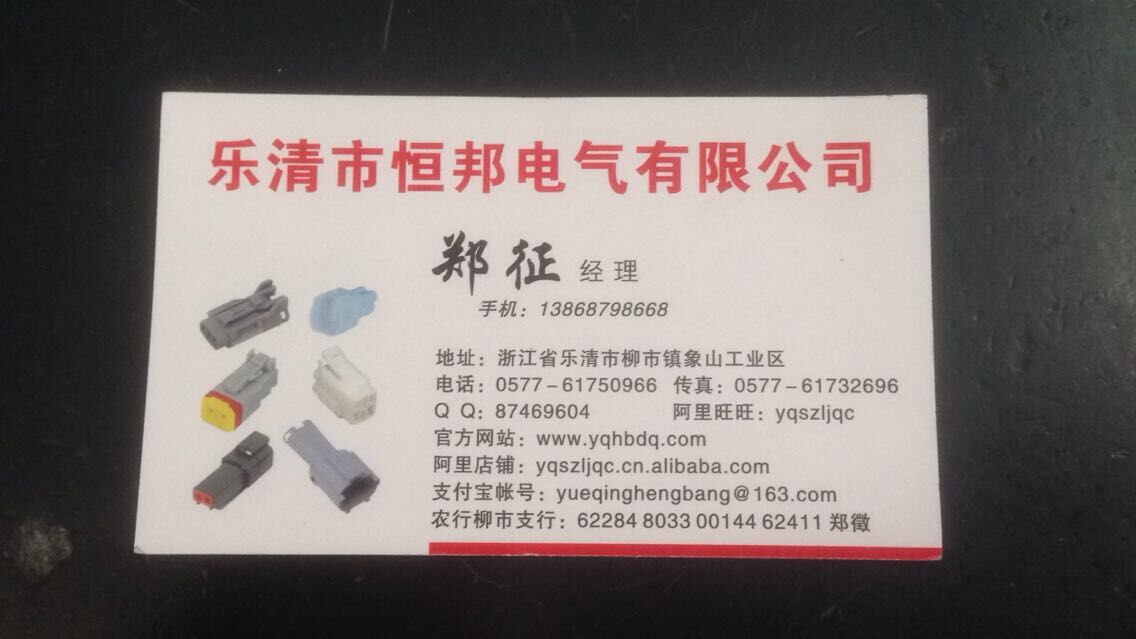 乐清市恒邦电气有限公司
郑征 经理
手机：13868798668
地址：浙江省乐清市柳市镇象山工业区
电话：0577-61750966 传真：0577-61732696
Q Q：87469604 阿里旺旺：yqszljqc
官方网站：www.yqhbdq.com
阿里店铺：yqszljqc.cn.alibaba.com
支付宝帐号：yueqinghengbang@163.com
农行柳市支行：62284 8033 00144 62411 郑徵